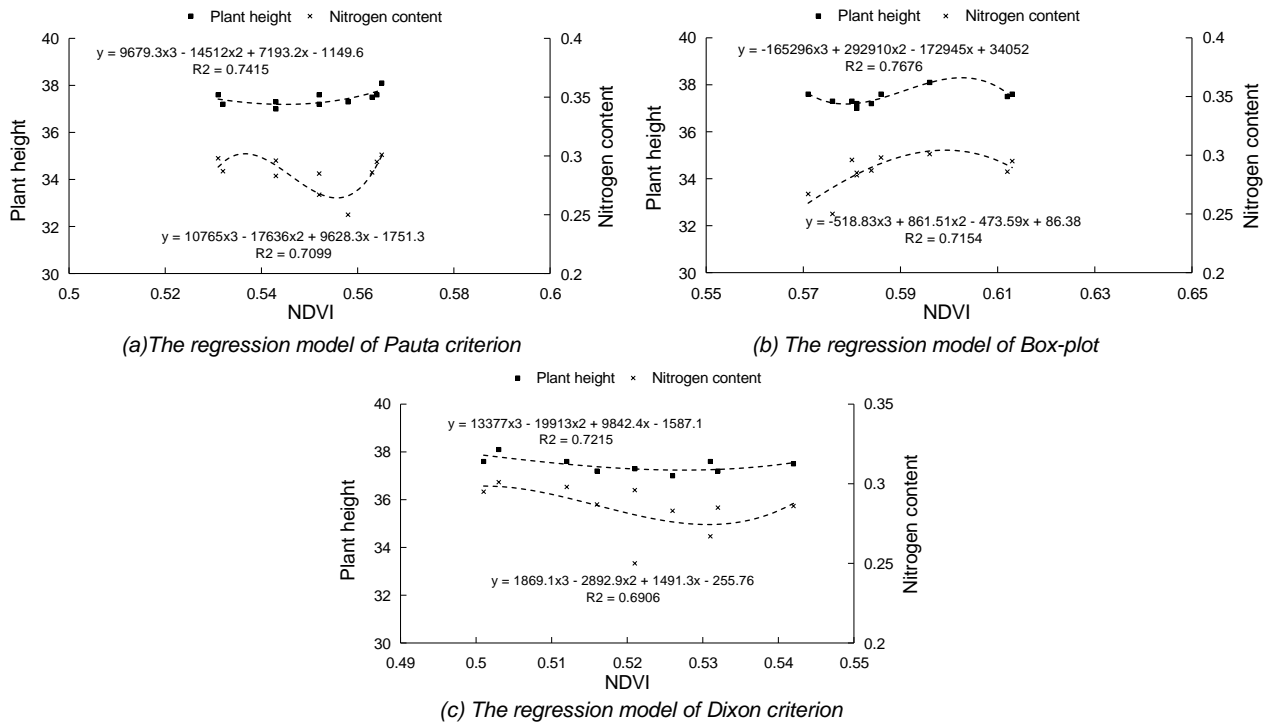 Plant height Nitrogen content
y = 9679.3x3 - 14512x2 + 7193.2x - 1149.6
R2 = 0.7415
40
38
36
34
32
30
Plant height
0.4
0.35
0.3
0.25
0.2
Nitrogen content
y = 10765x3 - 17636x2 + 9628.3x - 1751.3
R2 = 0.7099
0.5 0.52 0.54 0.56 0.58 0.6
NDVI
(a)The regression model of Pauta criterion
Plant height Nitrogen content
y = -165296x3 + 292910x2 - 172945x + 34052
R2 = 0.7676
40
38
36
34
32
30
Plant height
0.4
0.35
0.3
0.25
0.2
Nitrogen content
y = -518.83x3 + 861.51x2 - 473.59x + 86.38
R2 = 0.7154
0.55 0.57 0.59 0.61 0.63 0.65
NDVI
(b) The regression model of Box-plot
Plant height Nitrogen content
y = 13377x3 - 19913x2 + 9842.4x - 1587.1
R2 = 0.7215
40
38
36
34
32
30
Plant height
0.35
0.3
0.25
0.2
Nitrogen content
y = 1869.1x3 - 2892.9x2 + 1491.3x - 255.76
R2 = 0.6906
0.49 0.5 0.51 0.52 0.53 0.54 0.55
NDVI
(c) The regression model of Dixon criterion